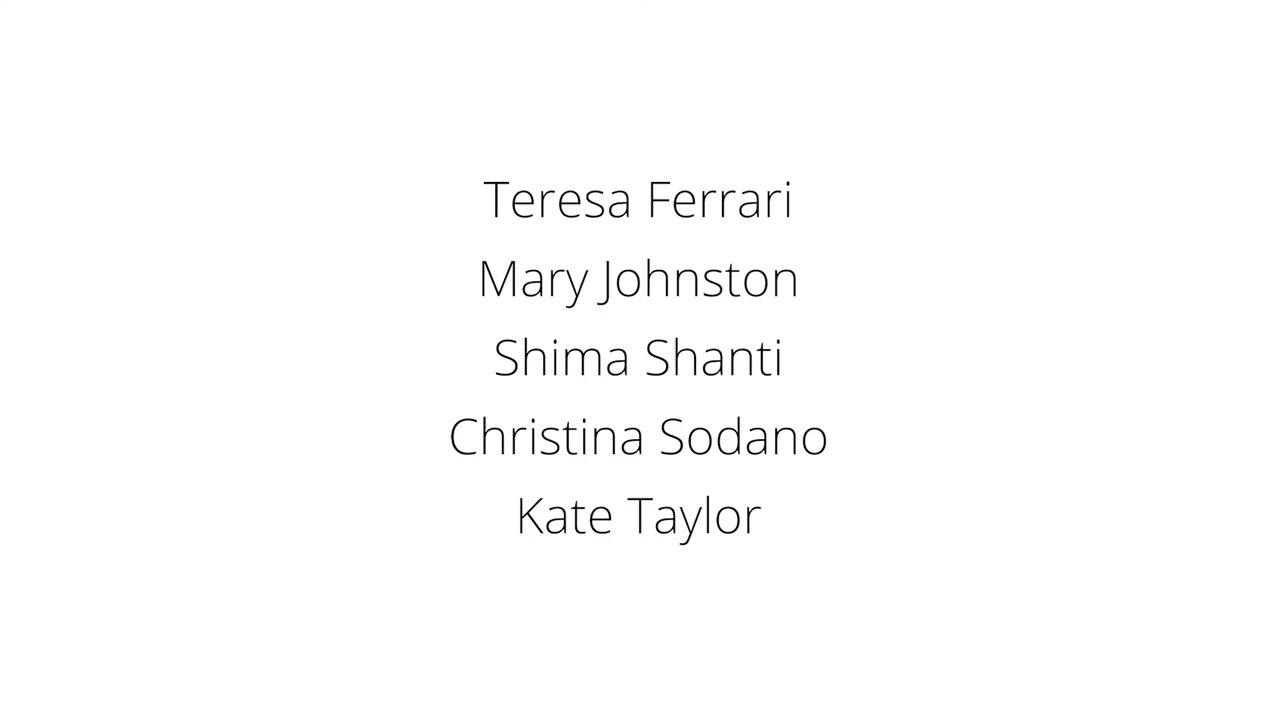 Teresa Ferrari
Mary Johnston
Shima Shanti
Christina Sodano
Kate Taylor